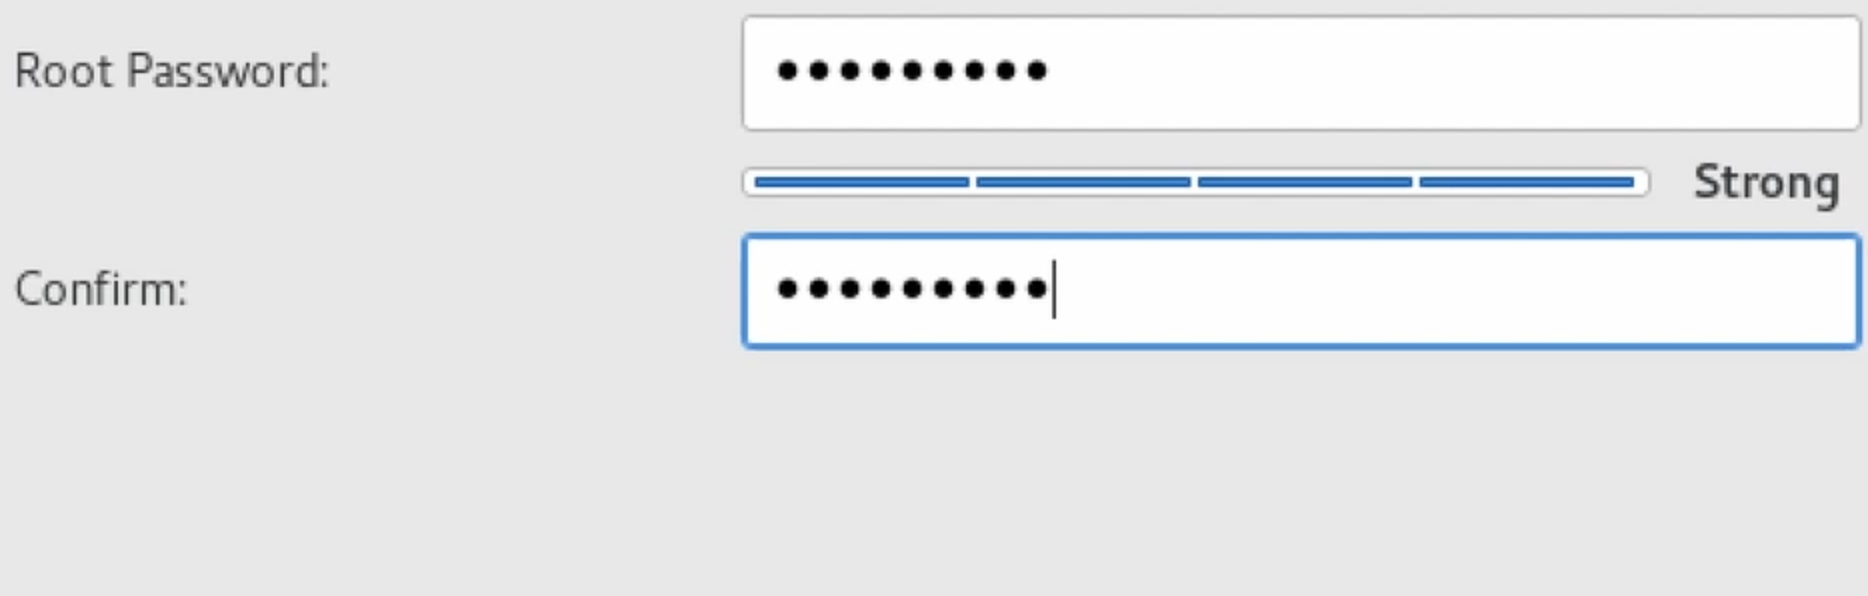 Root Password: •••••••••
Strong
Confirm: •••••••••